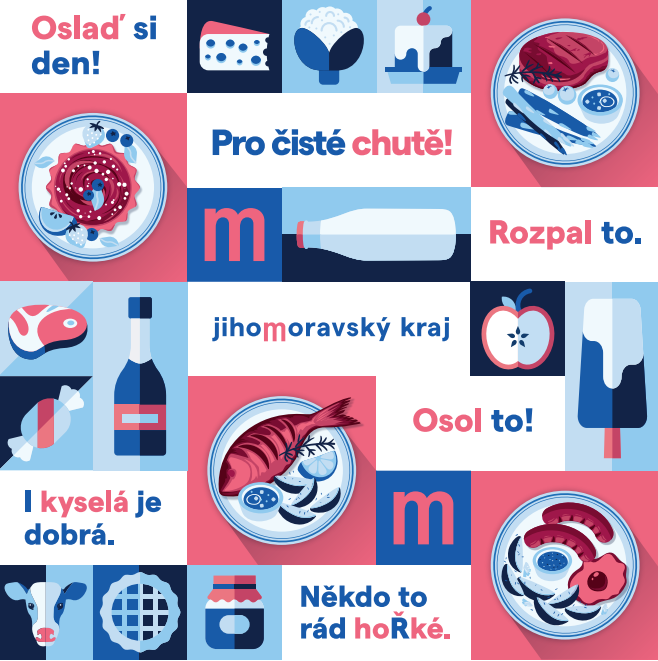 Oslaď si
den!
Pro čisté chutě!
m
Rozpal to.
jihomoravský kraj
Osol to!
I kyselá je
dobrá.
m
Někdo to
rád hoŘké.